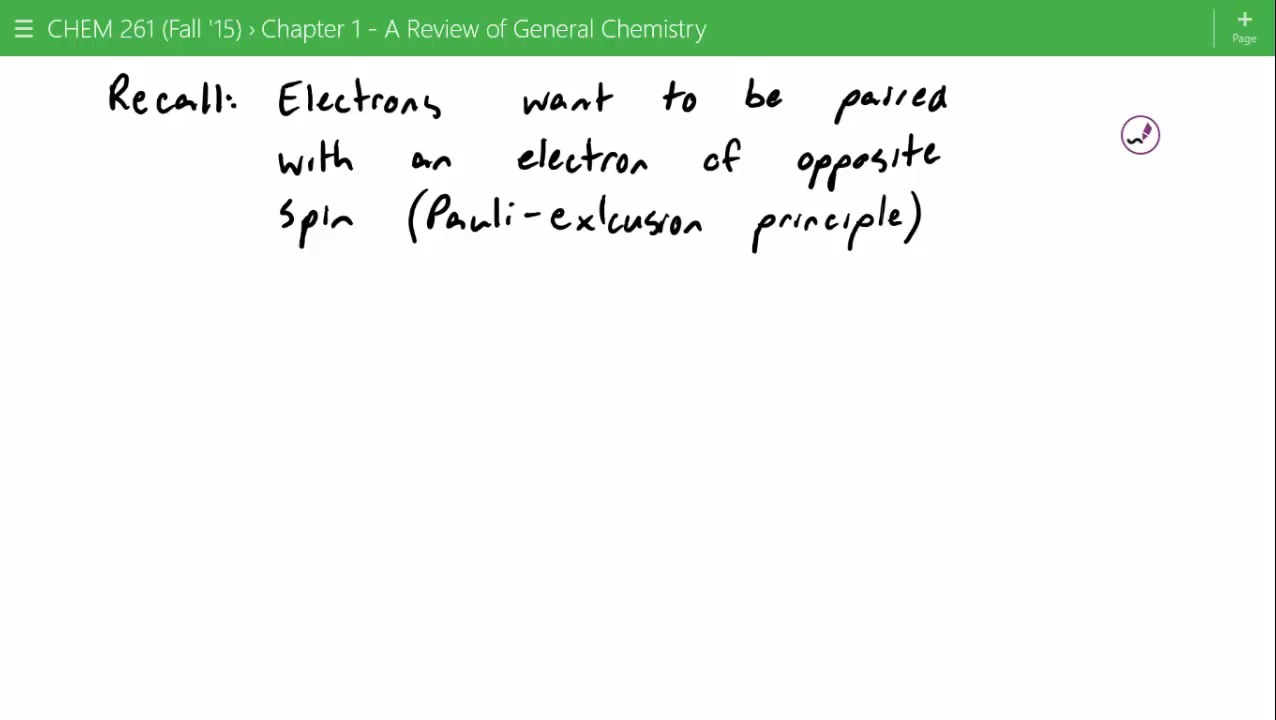 ☰ CHEM 261 (Fall '15) › Chapter 1 - A Review of General Chemistry
+
Page
Recall: Electrons want to be paired
with an electron of opposite
spin (Pauli-exlcusion principle)